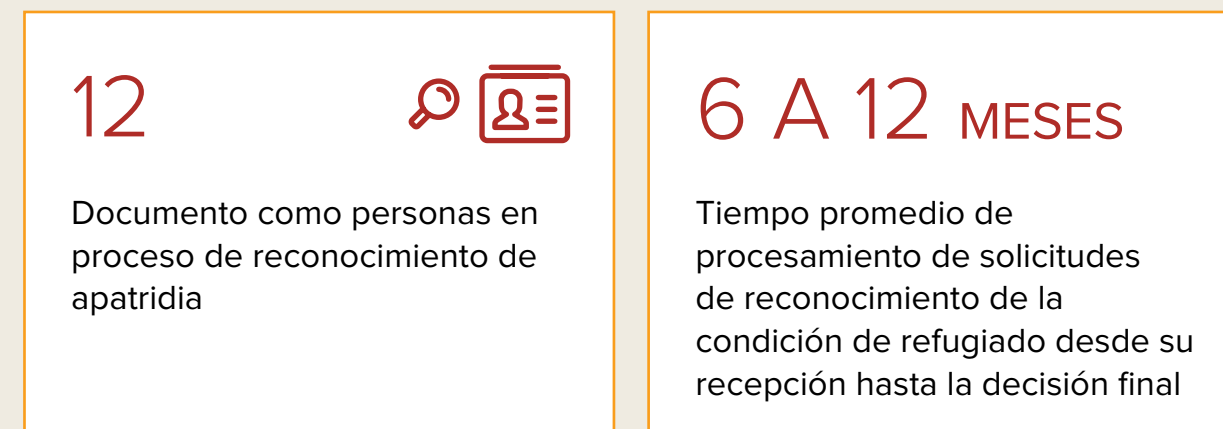 12
Documento como personas en
proceso de reconocimiento de
apatridia
6 A 12 MESES
Tiempo promedio de
procesamiento de solicitudes
de reconocimiento de la
condición de refugiado desde su
recepción hasta la decisión final